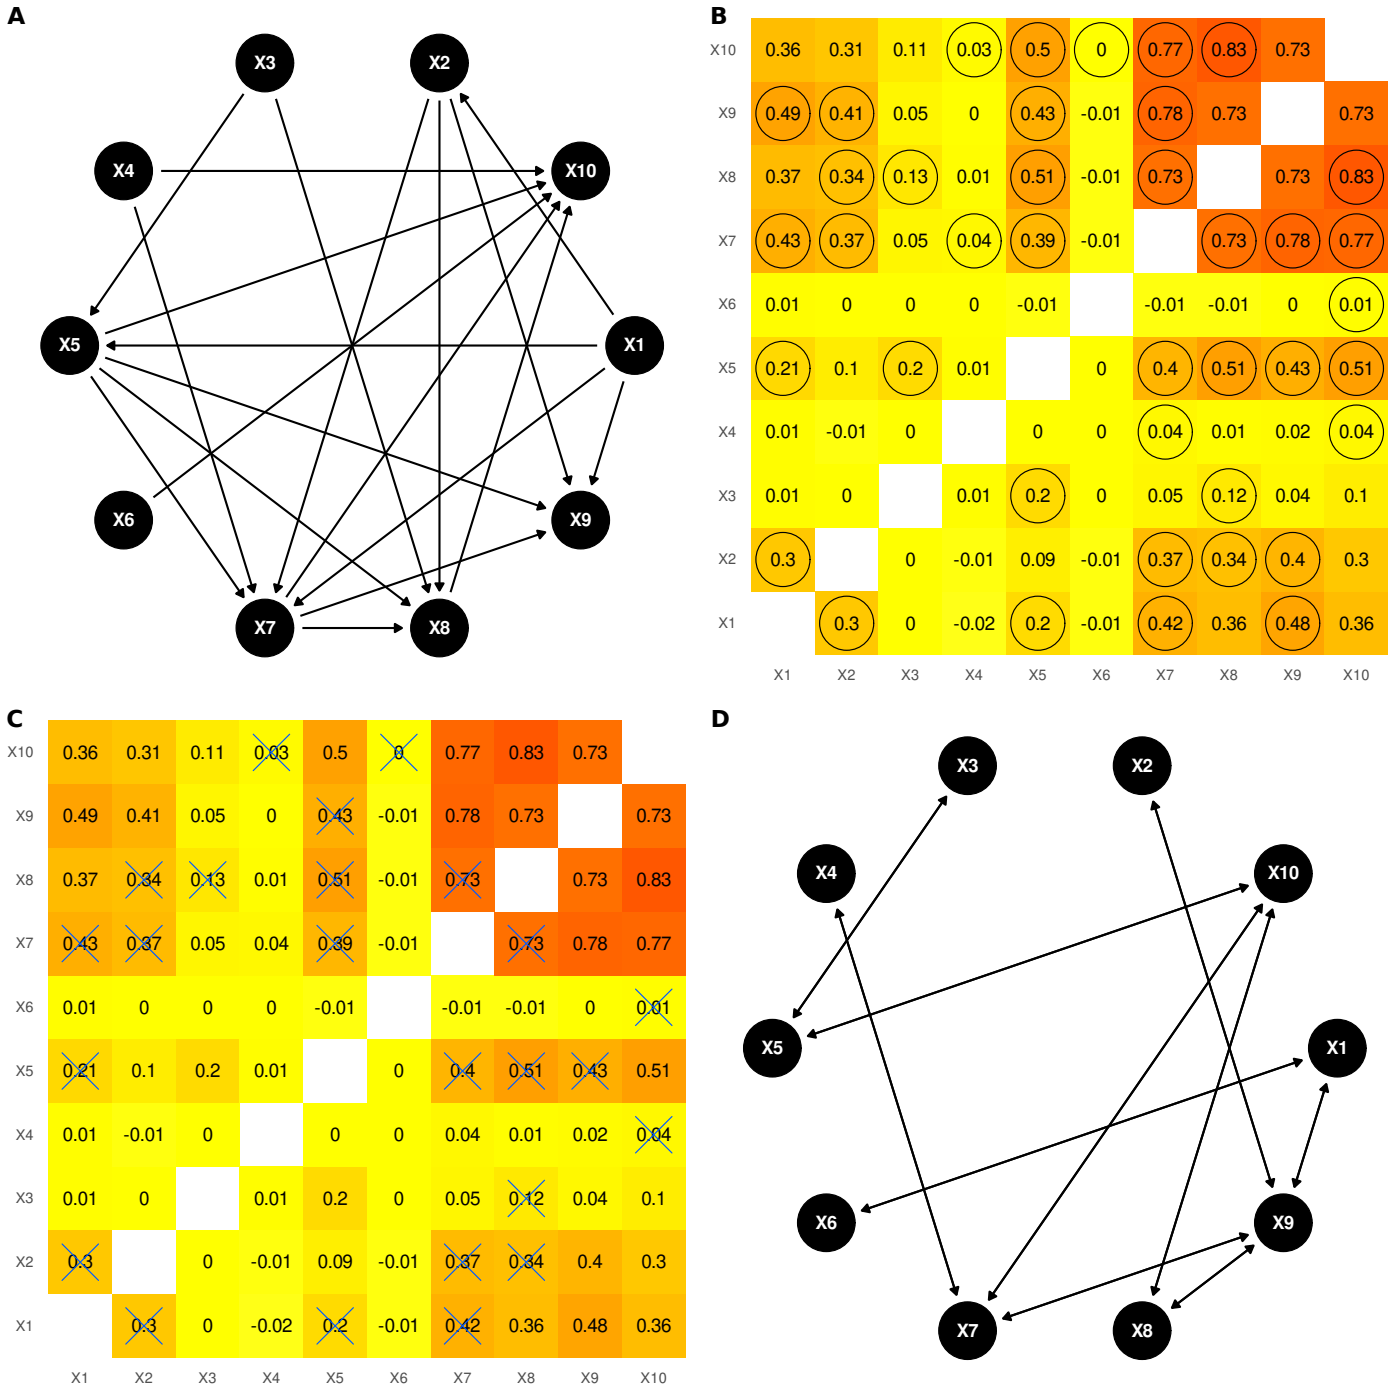 A
X3 X2
X4 X10
X5 X1
X6 X9
X7 X8
B
X10 0.36 0.31 0.11 0.03 0.5 0 0.77 0.83 0.73
X9 0.49 0.41 0.05 0 0.43 -0.01 0.78 0.73 0.73
X8 0.37 0.34 0.13 0.01 0.51 -0.01 0.73 0.73 0.83
X7 0.43 0.37 0.05 0.04 0.39 -0.01 0.73 0.78 0.77
X6 0.01 0 0 0 -0.01 -0.01 -0.01 0 0.01
X5 0.21 0.1 0.2 0.01 0 0.4 0.51 0.43 0.51
X4 0.01 -0.01 0 0 0 0.04 0.01 0.02 0.04
X3 0.01 0 0.01 0.2 0 0.05 0.12 0.04 0.1
X2 0.3 0 -0.01 0.09 -0.01 0.37 0.34 0.4 0.3
X1 0.3 0 -0.02 0.2 -0.01 0.42 0.36 0.48 0.36
X1 X2 X3 X4 X5 X6 X7 X8 X9 X10
C
X10 0.36 0.31 0.11 0.03 0.5 0 0.77 0.83 0.73
X9 0.49 0.41 0.05 0 0.43 -0.01 0.78 0.73 0.73
X8 0.37 0.34 0.13 0.01 0.51 -0.01 0.73 0.73 0.83
X7 0.43 0.37 0.05 0.04 0.39 -0.01 0.73 0.78 0.77
X6 0.01 0 0 0 -0.01 -0.01 -0.01 0 0.01
X5 0.21 0.1 0.2 0.01 0 0.4 0.51 0.43 0.51
X4 0.01 -0.01 0 0 0 0.04 0.01 0.02 0.04
X3 0.01 0 0.01 0.2 0 0.05 0.12 0.04 0.1
X2 0.3 0 -0.01 0.09 -0.01 0.37 0.34 0.4 0.3
X1 0.3 0 -0.02 0.2 -0.01 0.42 0.36 0.48 0.36
X1 X2 X3 X4 X5 X6 X7 X8 X9 X10
D
X3 X2
X4 X10
X5 X1
X6 X9
X7 X8